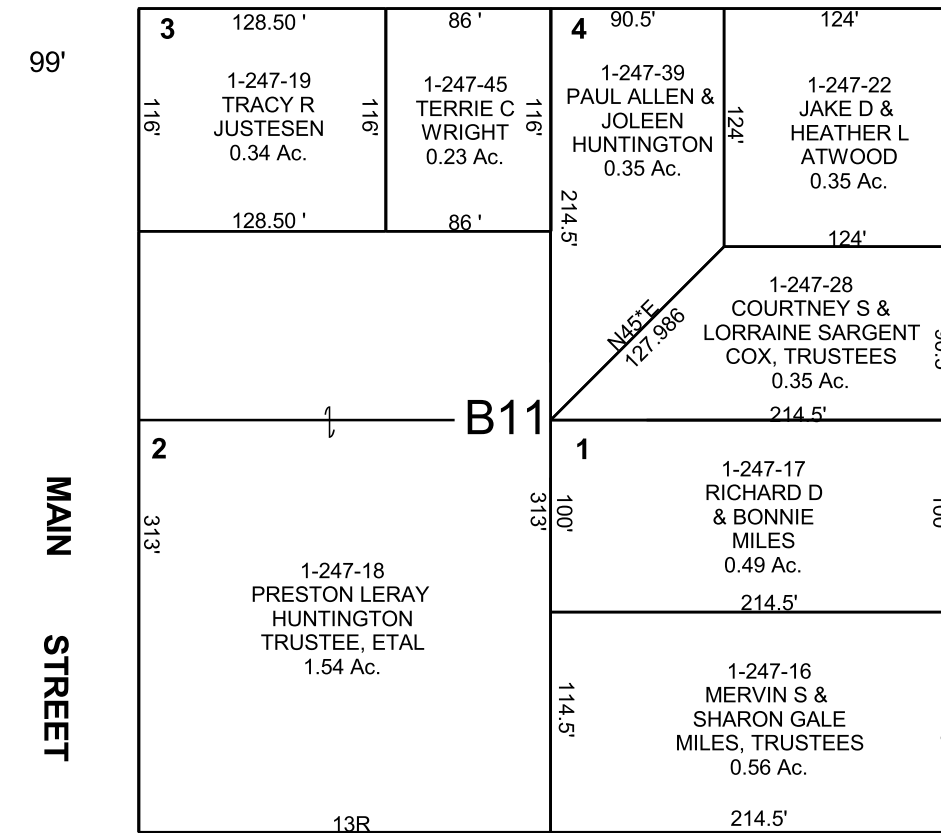 99'
3
128.50 '
86 '
4
90.5'
124'
1-247-19
TRACY R
JUSTESEN
0.34 Ac.
116'
116'
128.50 '
1-247-45
TERRIE C
WRIGHT
0.23 Ac.
116'
86 '
1-247-39
PAUL ALLEN &
JOLEEN
HUNTINGTON
0.35 Ac.
214.5'
124'
1-247-22
JAKE D &
HEATHER L
ATWOOD
0.35 Ac.
124'
N45*E
127.986
1-247-28
COURTNEY S &
LORRAINE SARGENT
COX, TRUSTEES
0.35 Ac.
214.5'
B11
2
1
MAIN
STREET
313'
313'
1-247-18
PRESTON LERAY
HUNTINGTON
TRUSTEE, ETAL
1.54 Ac.
13R
100'
1-247-17
RICHARD D
& BONNIE
MILES
0.49 Ac.
100'
214.5'
114.5'
1-247-16
MERVIN S &
SHARON GALE
MILES, TRUSTEES
0.56 Ac.
214.5'